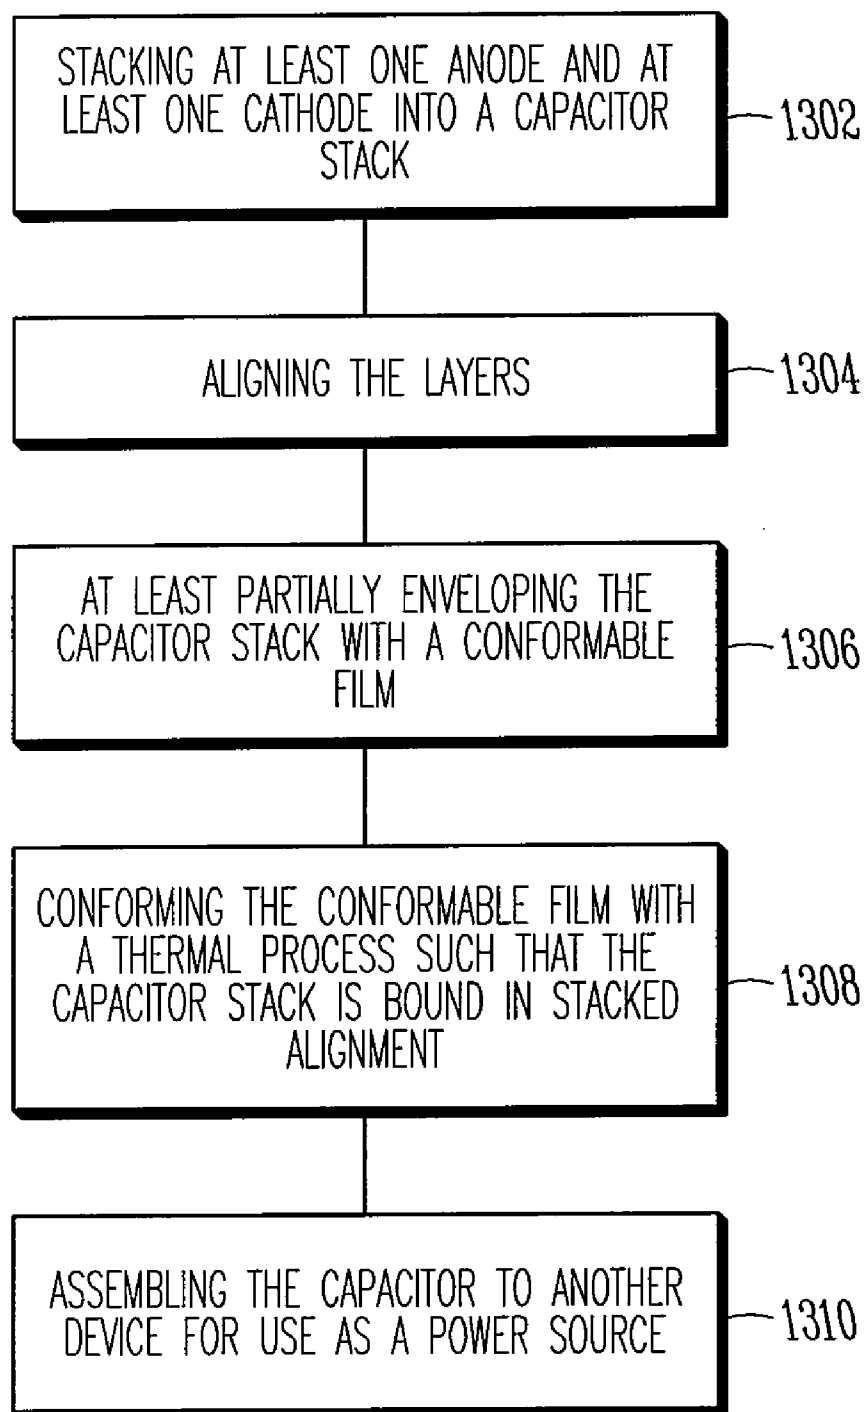 STACKING AT LEAST ONE ANODE AND AT
LEAST ONE CATHODE INTO A CAPACITOR
STACK
1302
ALIGNING THE LAYERS
1304
AT LEAST PARTIALLY ENVELOPING THE
CAPACITOR STACK WITH A CONFORMABLE
FILM
1306
CONFORMING THE CONFORMABLE FILM WITH
A THERMAL PROCESS SUCH THAT THE
CAPACITOR STACK IS BOUND IN STACKED
ALIGNMENT
1308
ASSEMBLING THE CAPACITOR TO ANOTHER
DEVICE FOR USE AS A POWER SOURCE
1310